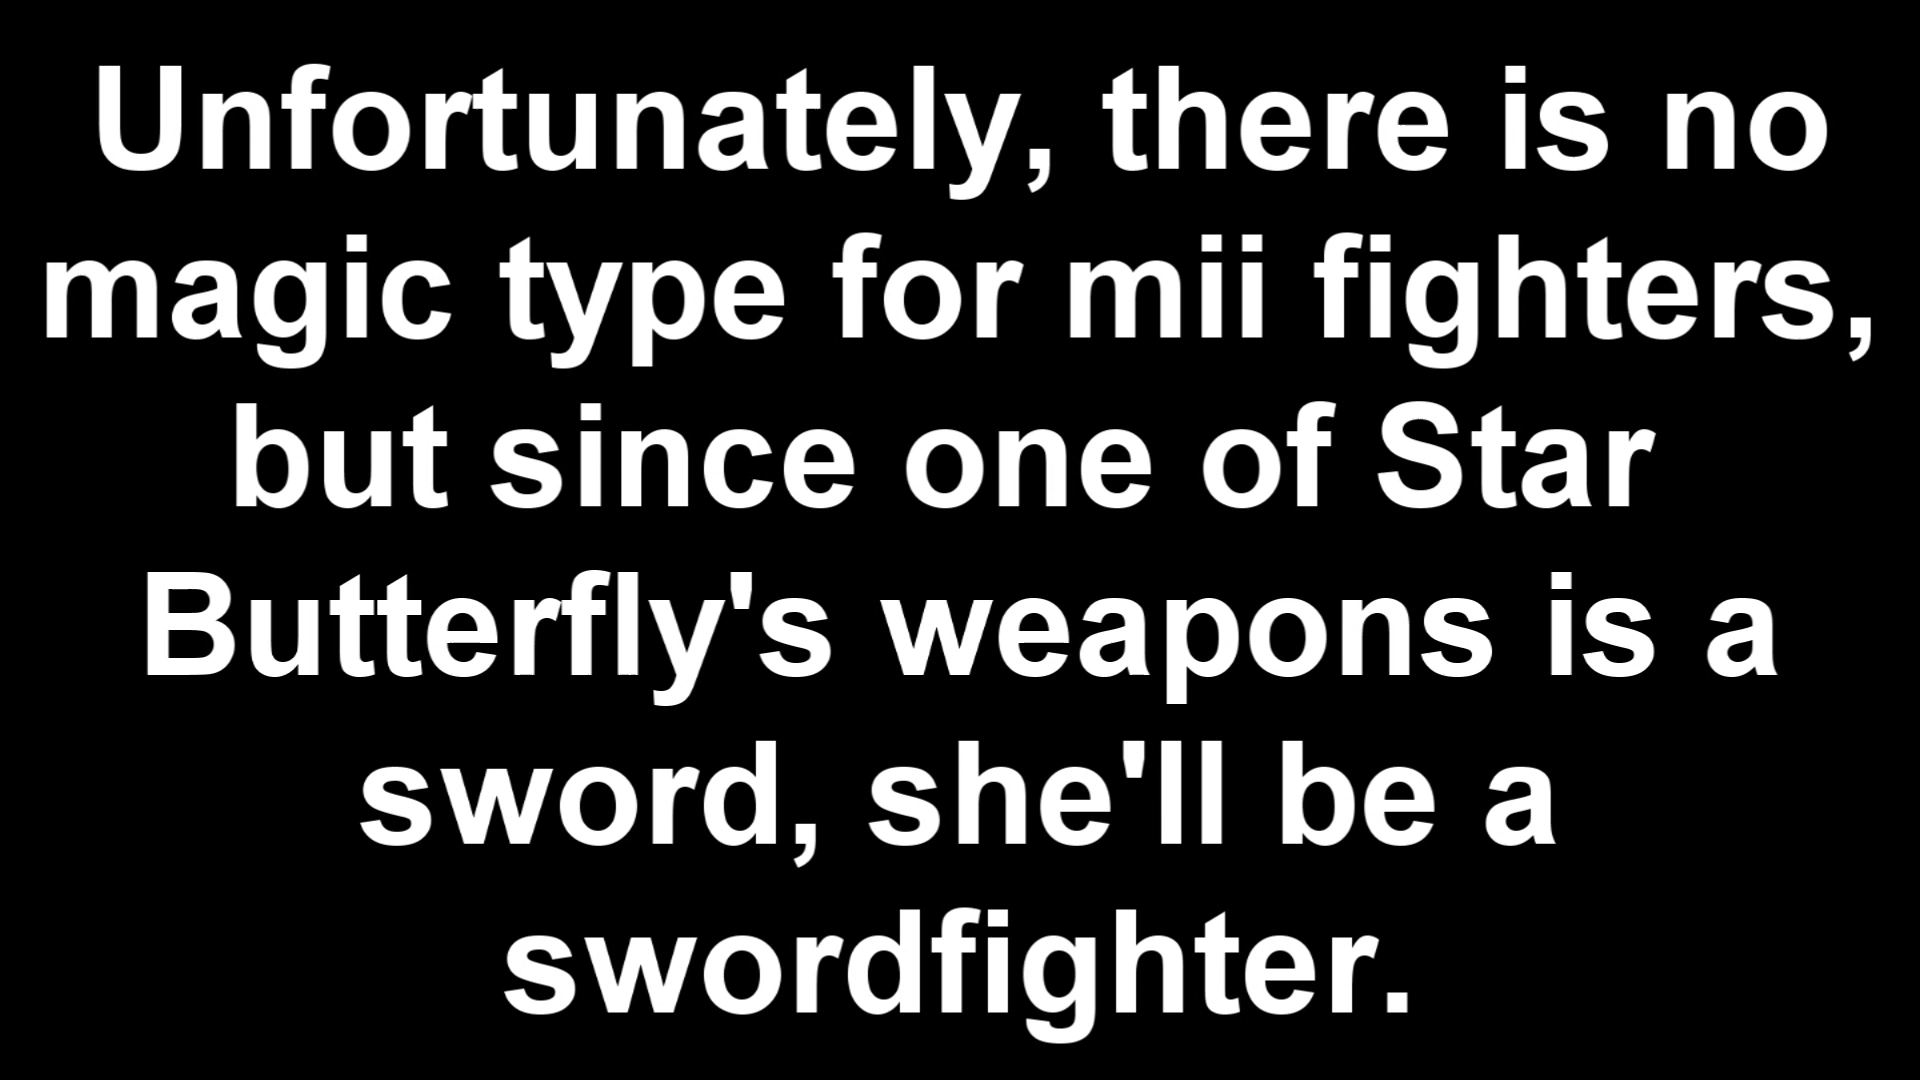 Unfortunately, there is no
magic type for mii fighters,
but since one of Star
Butterfly's weapons is a
sword, she'll be a
swordfighter.